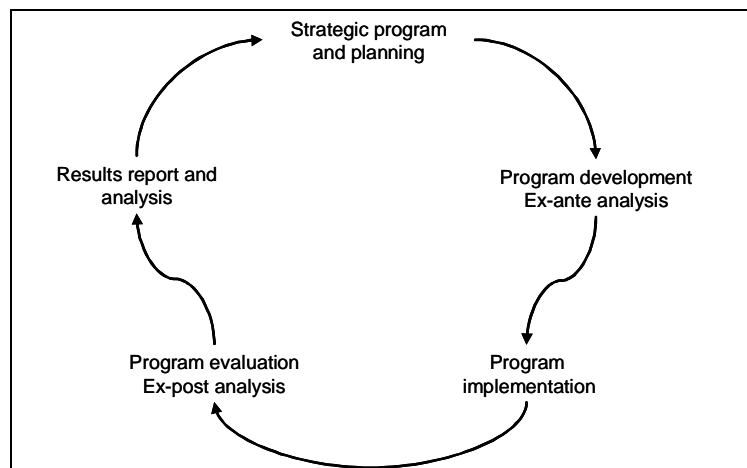 Strategic program
and planning
Program development
Ex-ante analysis
Program
implementation
Program evaluation
Ex-post analysis
Results report and
analysis